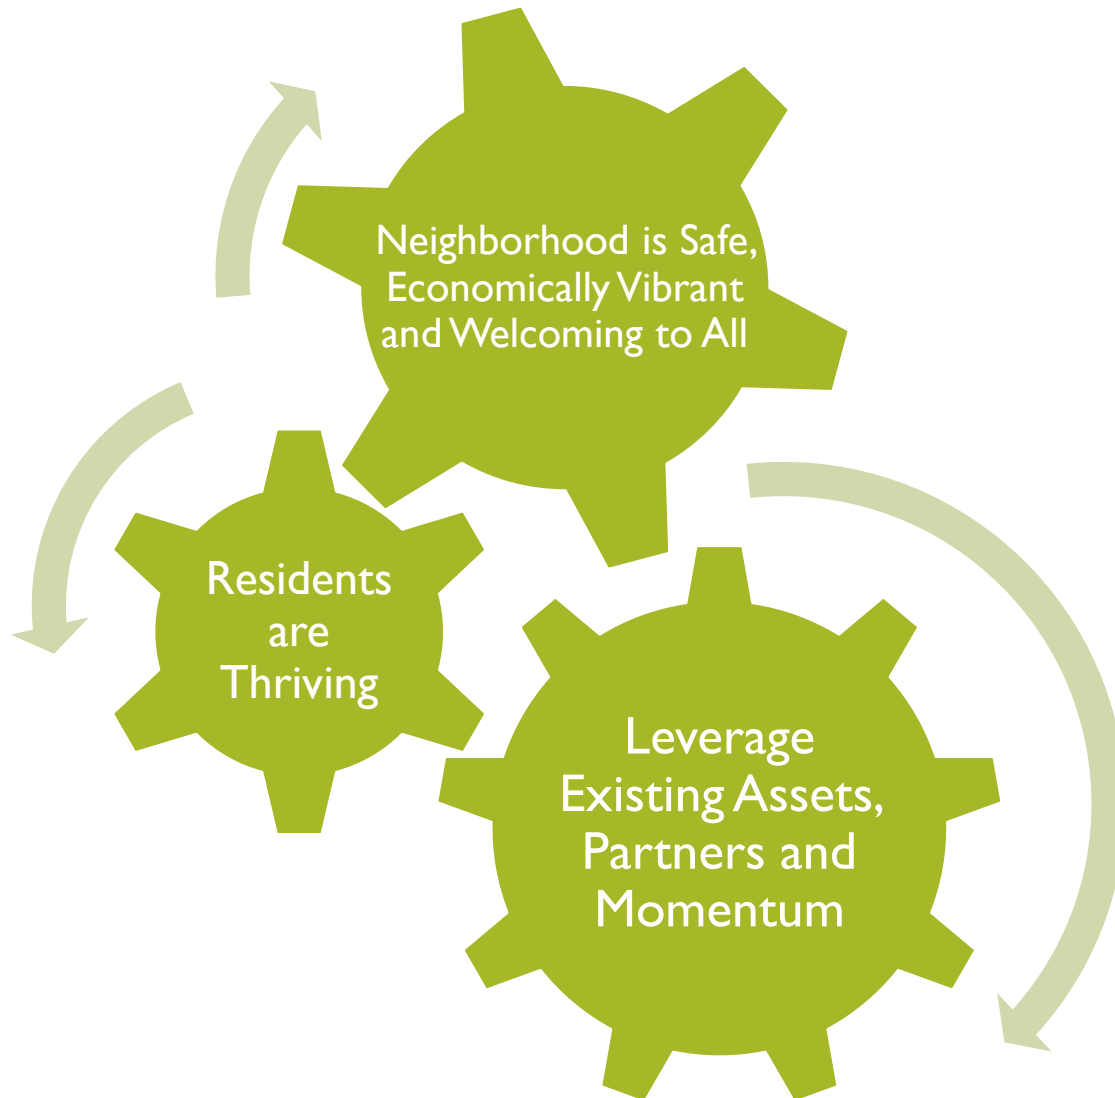 Neighborhood is Safe,
Economically Vibrant
and Welcoming to All
Residents
are
Thriving
Leverage
Existing Assets,
Partners and
Momentum